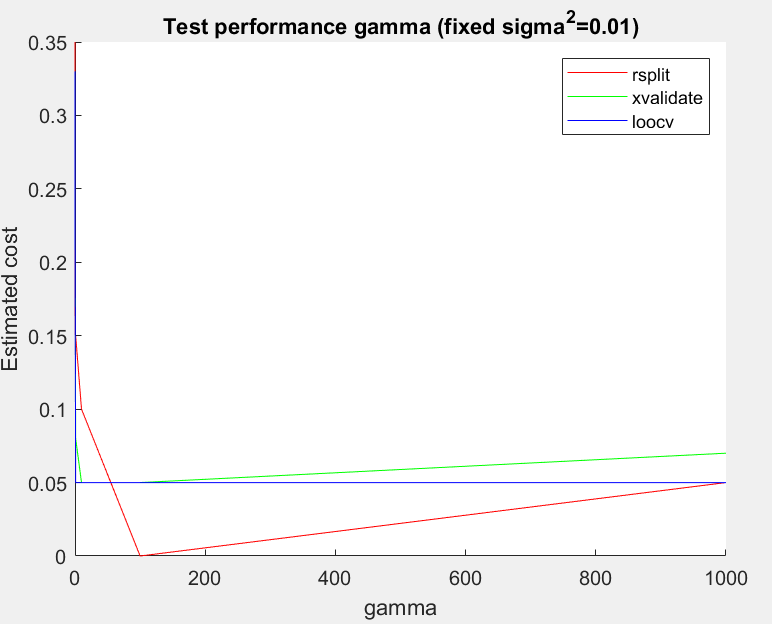 Test performance gamma (fixed sigma²=0.01)
rsplit
xvalidate
loocv
Estimated cost
0.35
0.3
0.25
0.2
0.15
0.1
0.05
0
0 200 400 600 800 1000
gamma